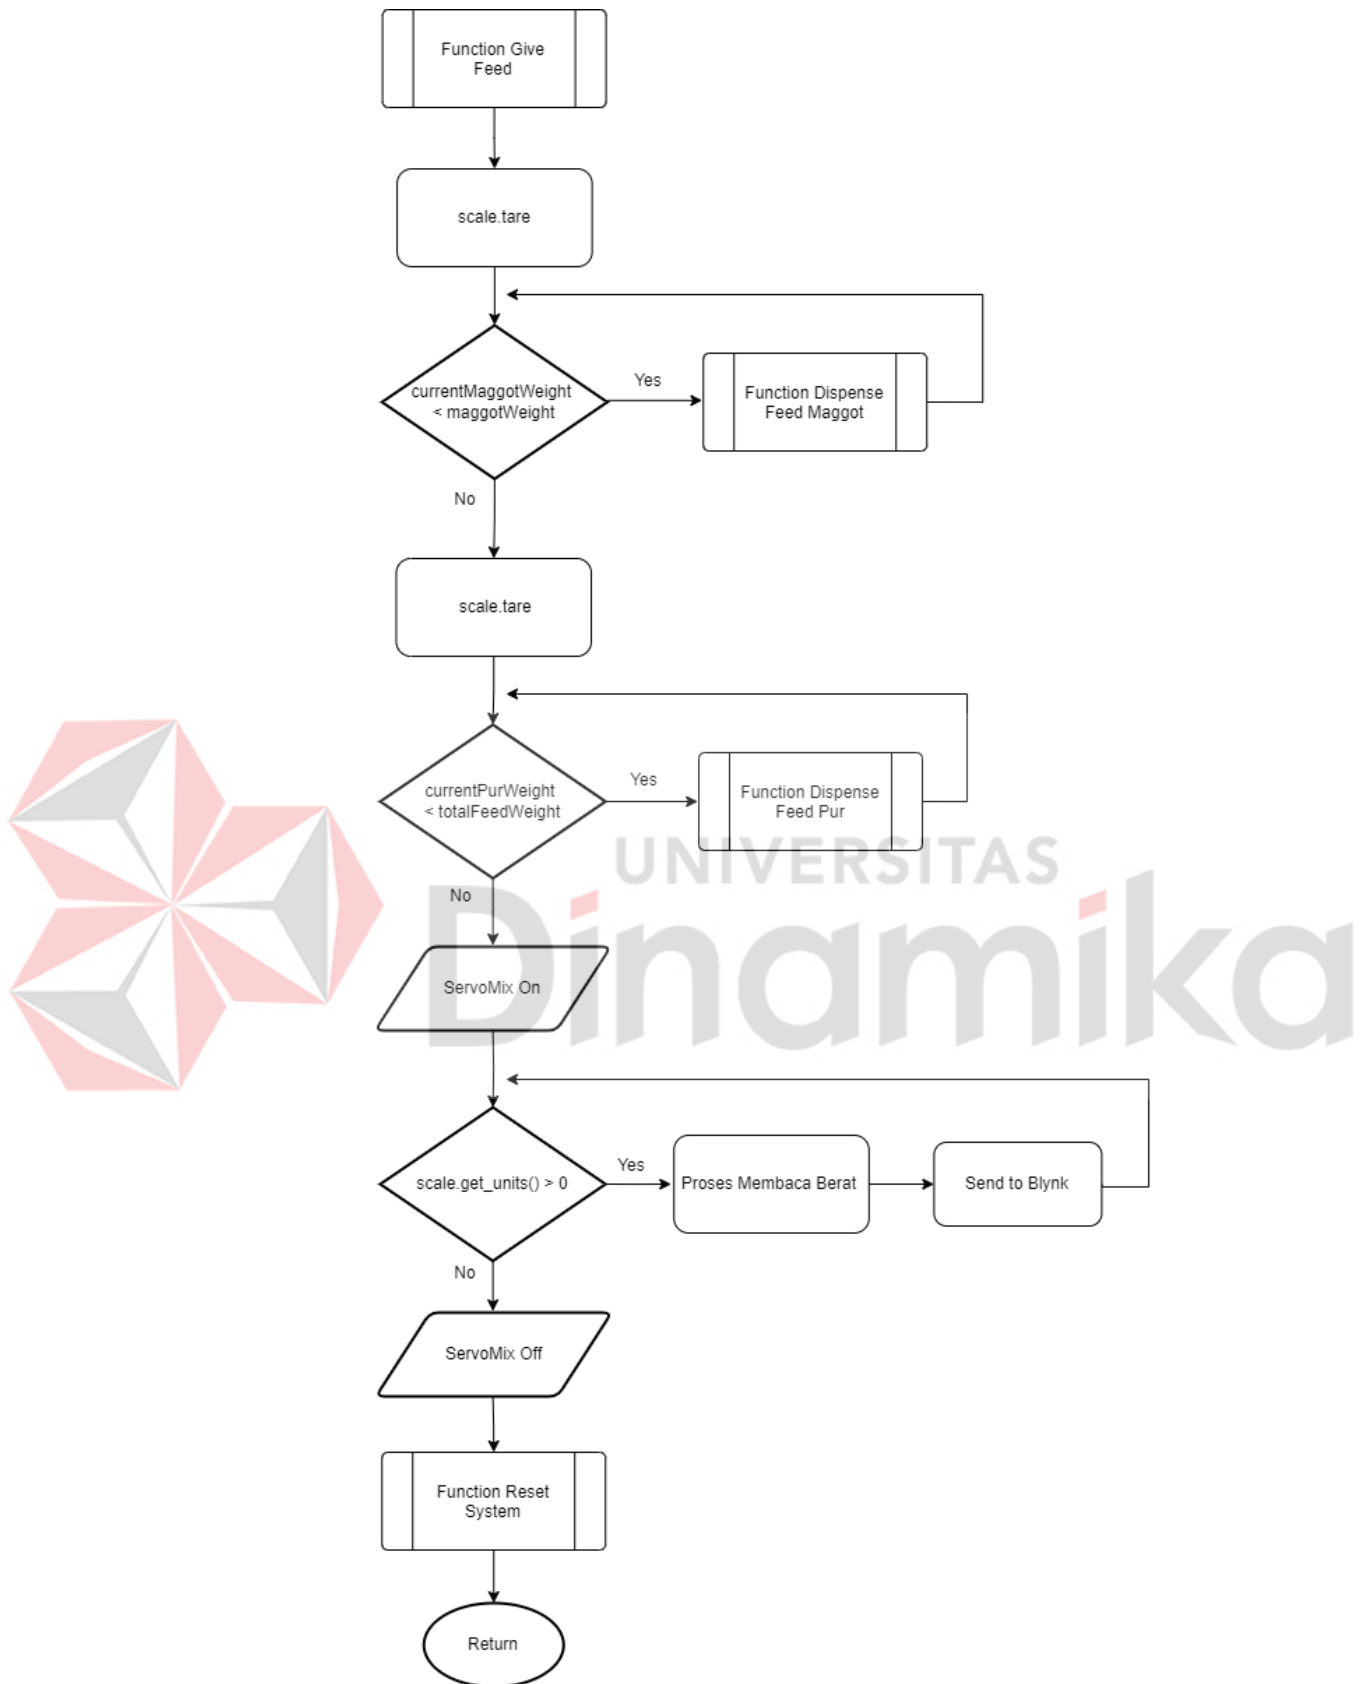 Function Give
Feed
scale.tare
currentMaggotWeight
< maggotWeight
Yes
Function Dispense
Feed Maggot
No
scale.tare
currentPurWeight
< totalFeedWeight
Yes
Function Dispense
Feed Pur
UNIVERSITAS
Dinamika
No
ServoMix On
scale.get_units() > 0
Yes
Proses Membaca Berat
Send to Blynk
No
ServoMix Off
Function Reset
System
Return